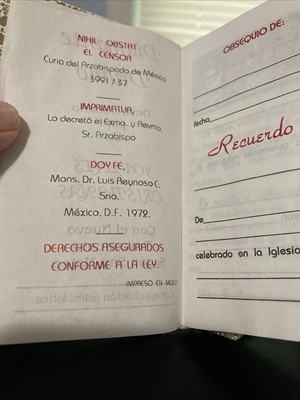 NIHIL OBSTAT
EL CENSOR
Curia del Arzobispado de México
3991/37
IMPRIMATUR,
Lo decretó el Exmo. y Revmo.
Sr. Arzobispo
DOY FE,
Mons. Dr. Luis Reynoso C.
Srio.
México, D.F. 1972.
DERECHOS ASEGURADOS
CONFORME A LA LEY.
IMPRESO EN
OBSEQUIO DE:
fecha
Recuerdo
De
celebrado en la Iglesia